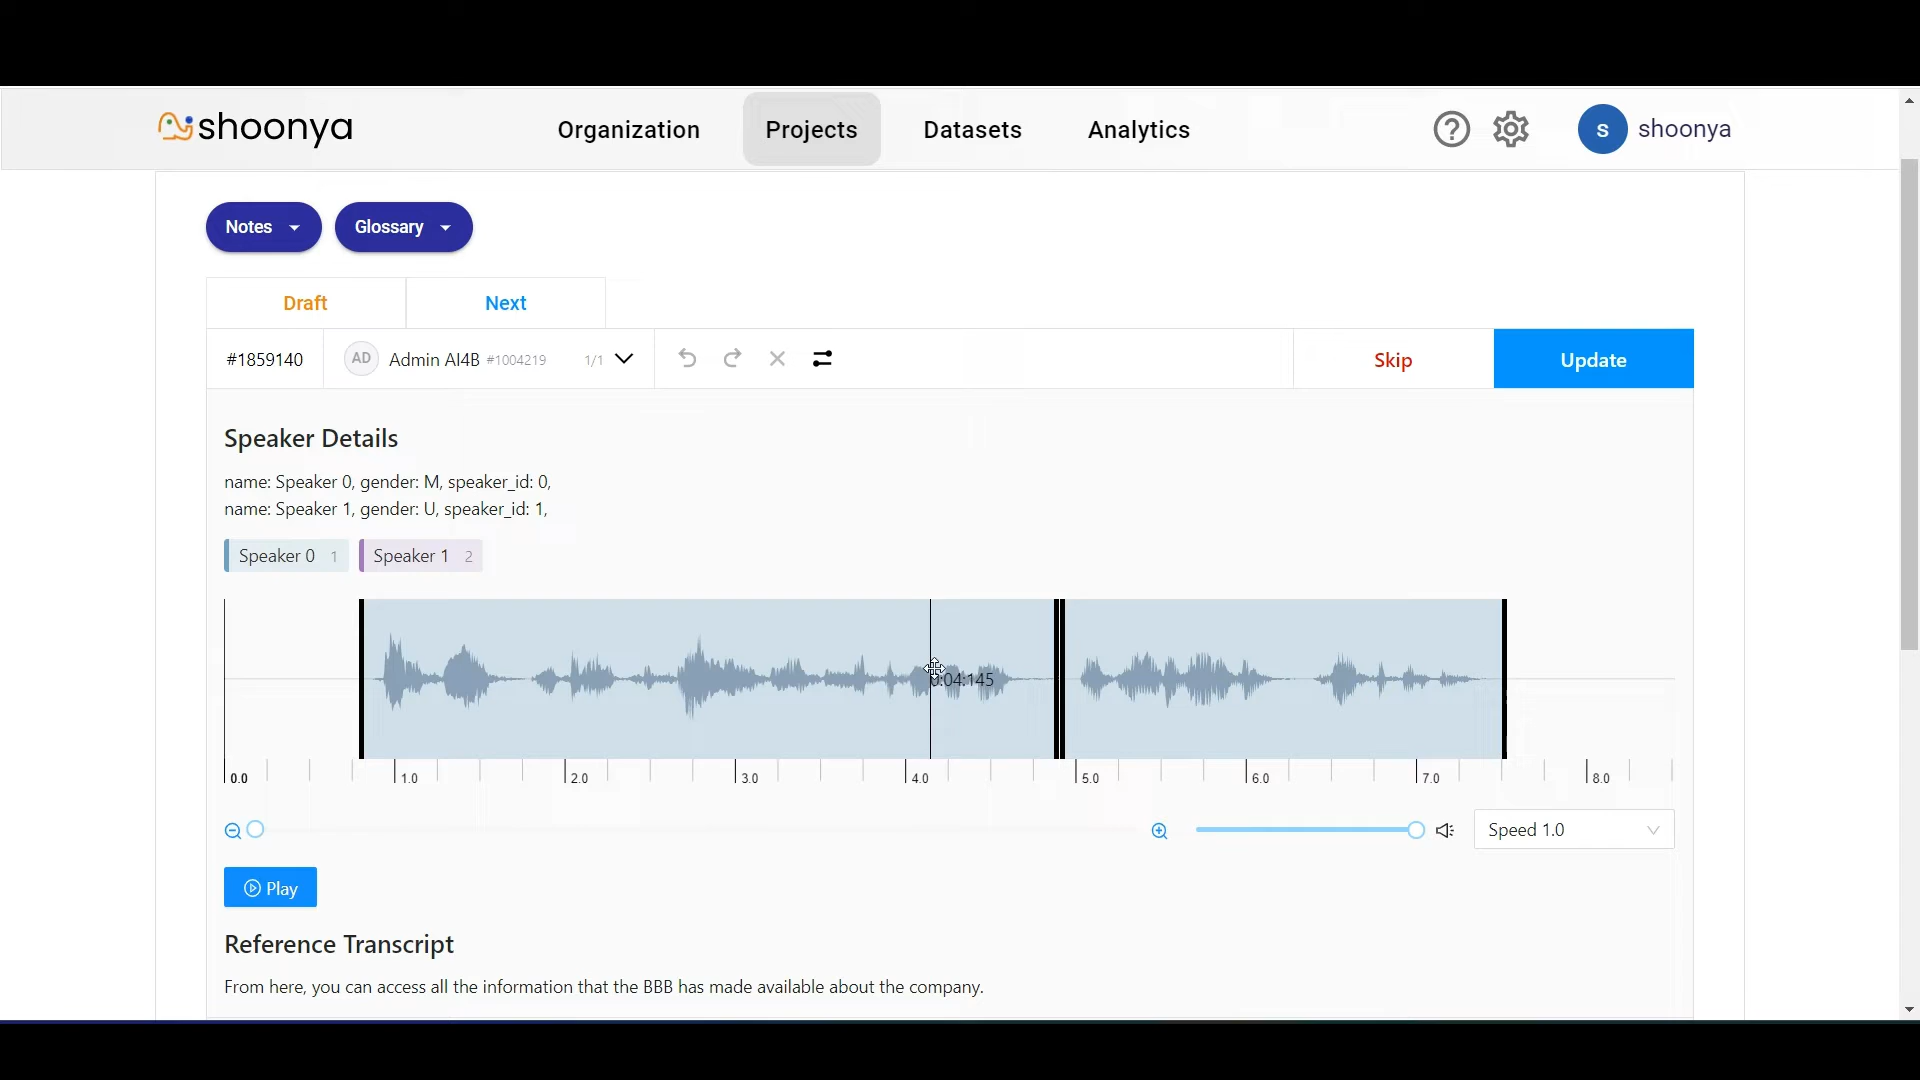 shoonya
Organization
Projects
Datasets
Analytics
?
s
shoonya
Notes
Glossary
Draft
Next
#1859140
AD
Admin AI4B #1004219
1/1
Skip
Update
Speaker Details
name: Speaker 0, gender: M, speaker_id: 0,
name: Speaker 1, gender: U, speaker_id: 1,
Speaker 0 1
Speaker 1 2
0:04:145
0.0 1.0 2.0 3.0 4.0 5.0 6.0 7.0 8.0
Speed 1.0
Play
Reference Transcript
From here, you can access all the information that the BBB has made available about the company.